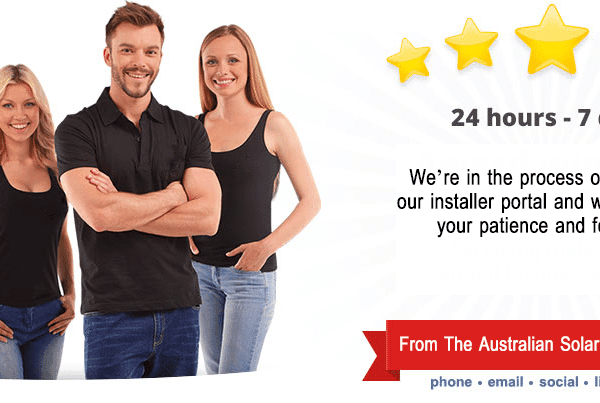 24 hours - 7
We're in the process
our installer portal and
your patience and
From The Australian Solar
phone • email • social •